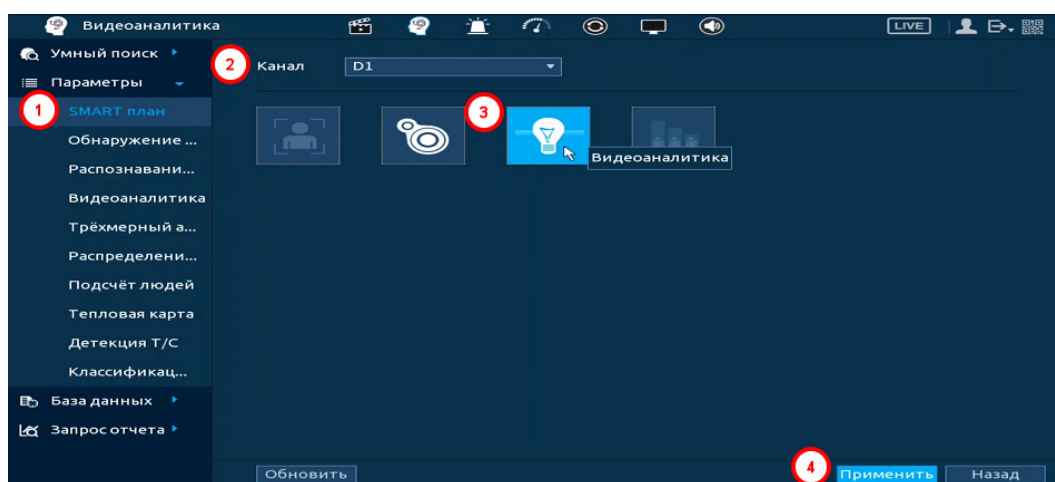 Видеоаналитика
LIVE
Умный поиск
Параметры
1
SMART план
Обнаружение ...
Распознавани...
Видеоаналитика
Трёхмерный а...
Распределени...
Подсчёт людей
Тепловая карта
Детекция Т/С
Классификац...
База данных
Запрос отчета
2
Канал
D1
3
Видеоаналитика
Обновить
4
Применить
Назад